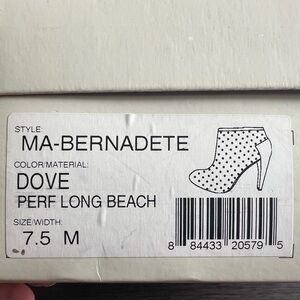 STYLE:
MA-BERNADETE
COLOR/MATERIAL:
DOVE
PERF LONG BEACH
SIZE/WIDTH:
7.5 M
8 84433 20579 5